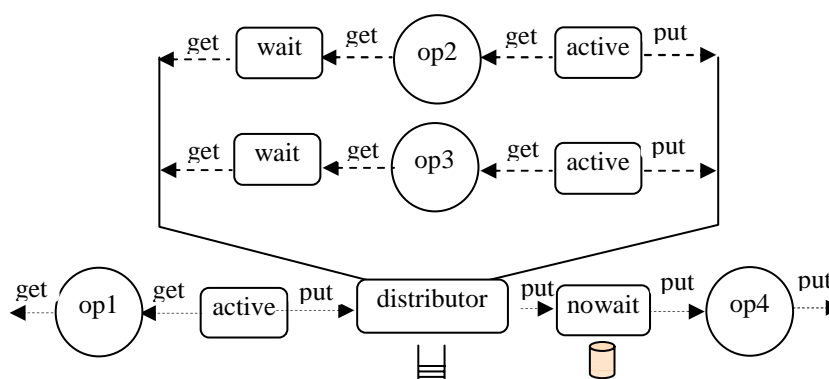 get wait get op2 get active put
get wait get op3 get active put
get op1 get active put distributor put nowait put op4 put